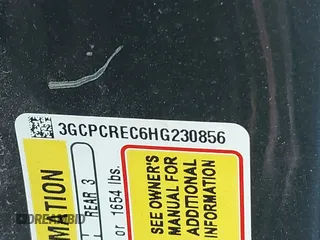 3GCPCREC6HG230856
MATION
REAR 3
or 1654 lbs.
SEE OWNER'S
MANUAL FOR
ADDITIONAL
INFORMATION
DREAMBID